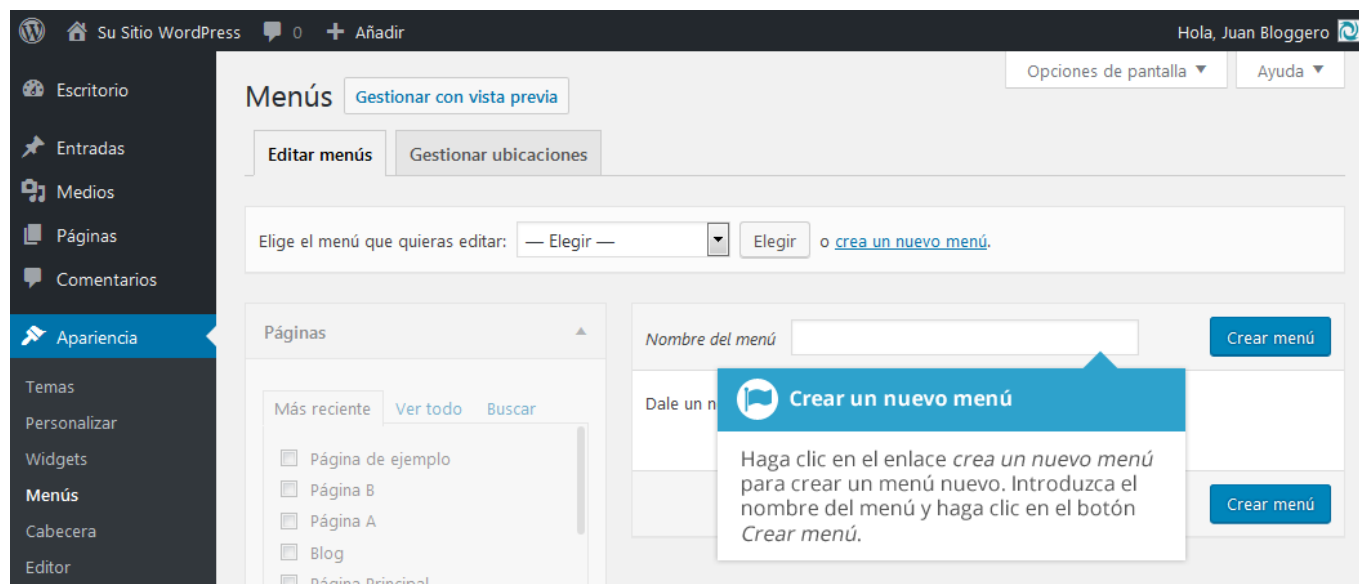 Su Sitio WordPress 0 + Añadir Hola, Juan Bloggero
Opciones de pantalla ▼ Ayuda ▼
Escritorio
Entradas
Medios
Páginas
Comentarios
Apariencia
Temas
Personalizar
Widgets
Menús
Cabecera
Editor
Menús Gestionar con vista previa
Editar menús Gestionar ubicaciones
Elige el menú que quieras editar: — Elegir — Elegir o crea un nuevo menú.
Páginas
Más reciente Ver todo Buscar
Página de ejemplo
Página B
Página A
Blog
Página Principal
Nombre del menú Crear menú
Dale un n
Crear un nuevo menú
Haga clic en el enlace crea un nuevo menú
para crear un menú nuevo. Introduzca el
nombre del menú y haga clic en el botón
Crear menú.
Crear menú